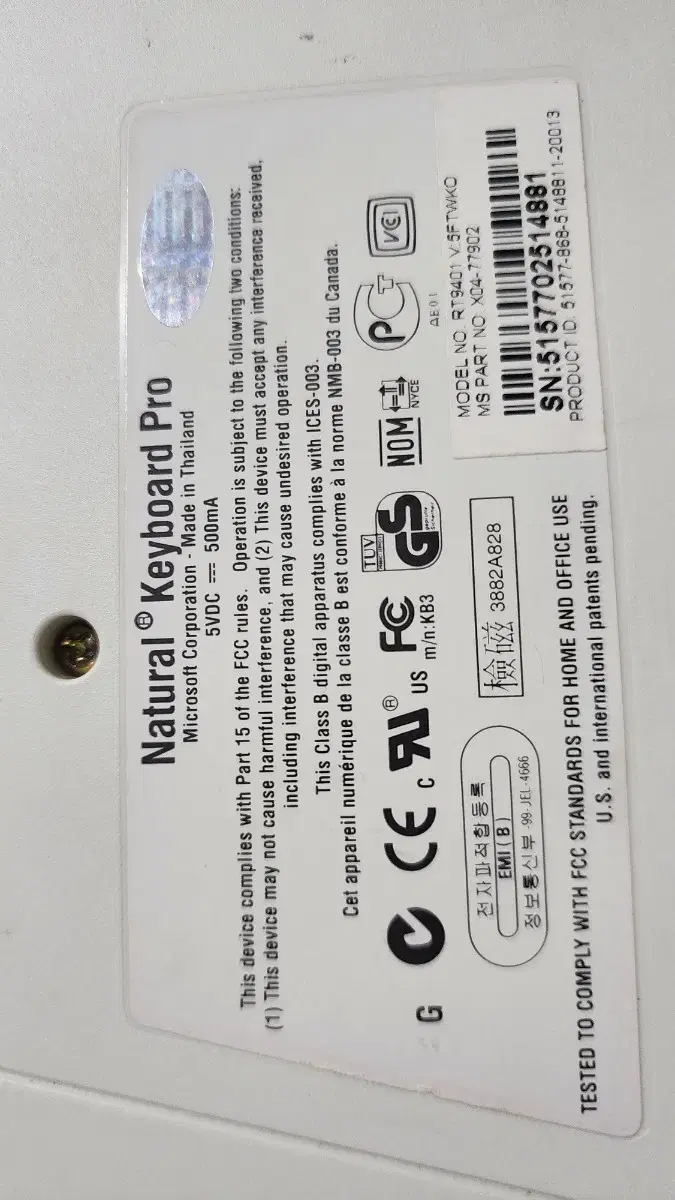 Natural® Keyboard Pro
Microsoft Corporation - Made in Thailand
5VDC ⎓ 500mA
This device complies with Part 15 of the FCC rules. Operation is subject to the following two conditions:
(1) This device may not cause harmful interference, and (2) This device must accept any interference received,
including interference that may cause undesired operation.
This Class B digital apparatus complies with ICES-003.
Cet appareil numérique de la classe B est conforme à la norme NMB-003 du Canada.
G
CE
C
US
®
FC
m/n:KB3
TUV
GS
geprüfte
Sicherheit
NOM
NYCE
PCT
VCI
AE01
전자파적합등록
EMI (B)
정보통신부 -99-JEL-4666
檢磁 3882A828
MODEL NO. RT9401 V:5FTWKO
MS PART NO. X04-77902
SN:5157702514881
PRODUCT ID: 51577-868-5148811-20013
TESTED TO COMPLY WITH FCC STANDARDS FOR HOME AND OFFICE USE
U.S. and international patents pending.